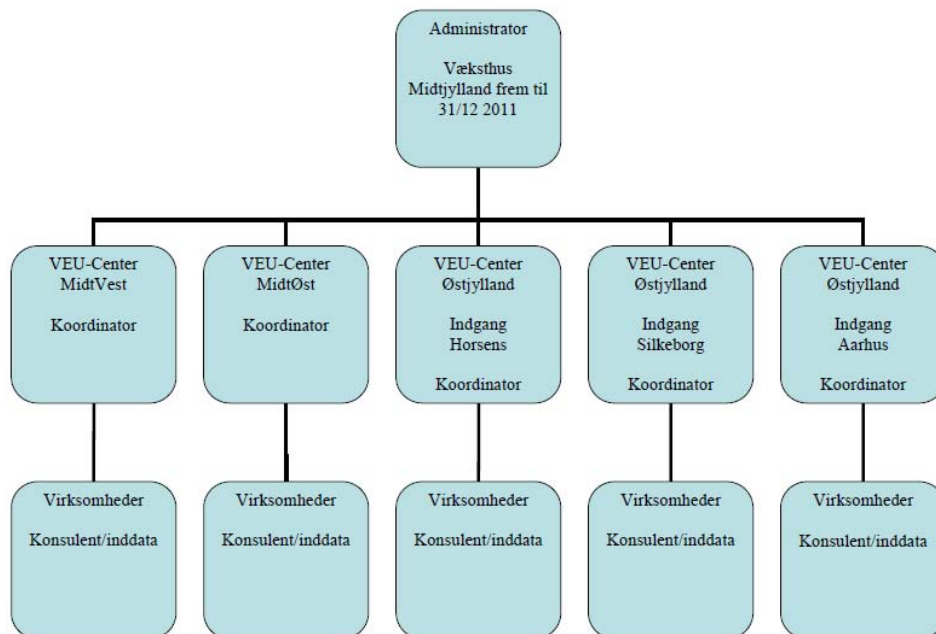 Administrator
Væksthus
Midtjylland frem til
31/12 2011
VEU-Center
MidtVest
Koordinator
VEU-Center
MidtØst
Koordinator
VEU-Center
Østjylland
Indgang
Horsens
Koordinator
VEU-Center
Østjylland
Indgang
Silkeborg
Koordinator
VEU-Center
Østjylland
Indgang
Aarhus
Koordinator
Virksomheder
Konsulent/inddata
Virksomheder
Konsulent/inddata
Virksomheder
Konsulent/inddata
Virksomheder
Konsulent/inddata
Virksomheder
Konsulent/inddata